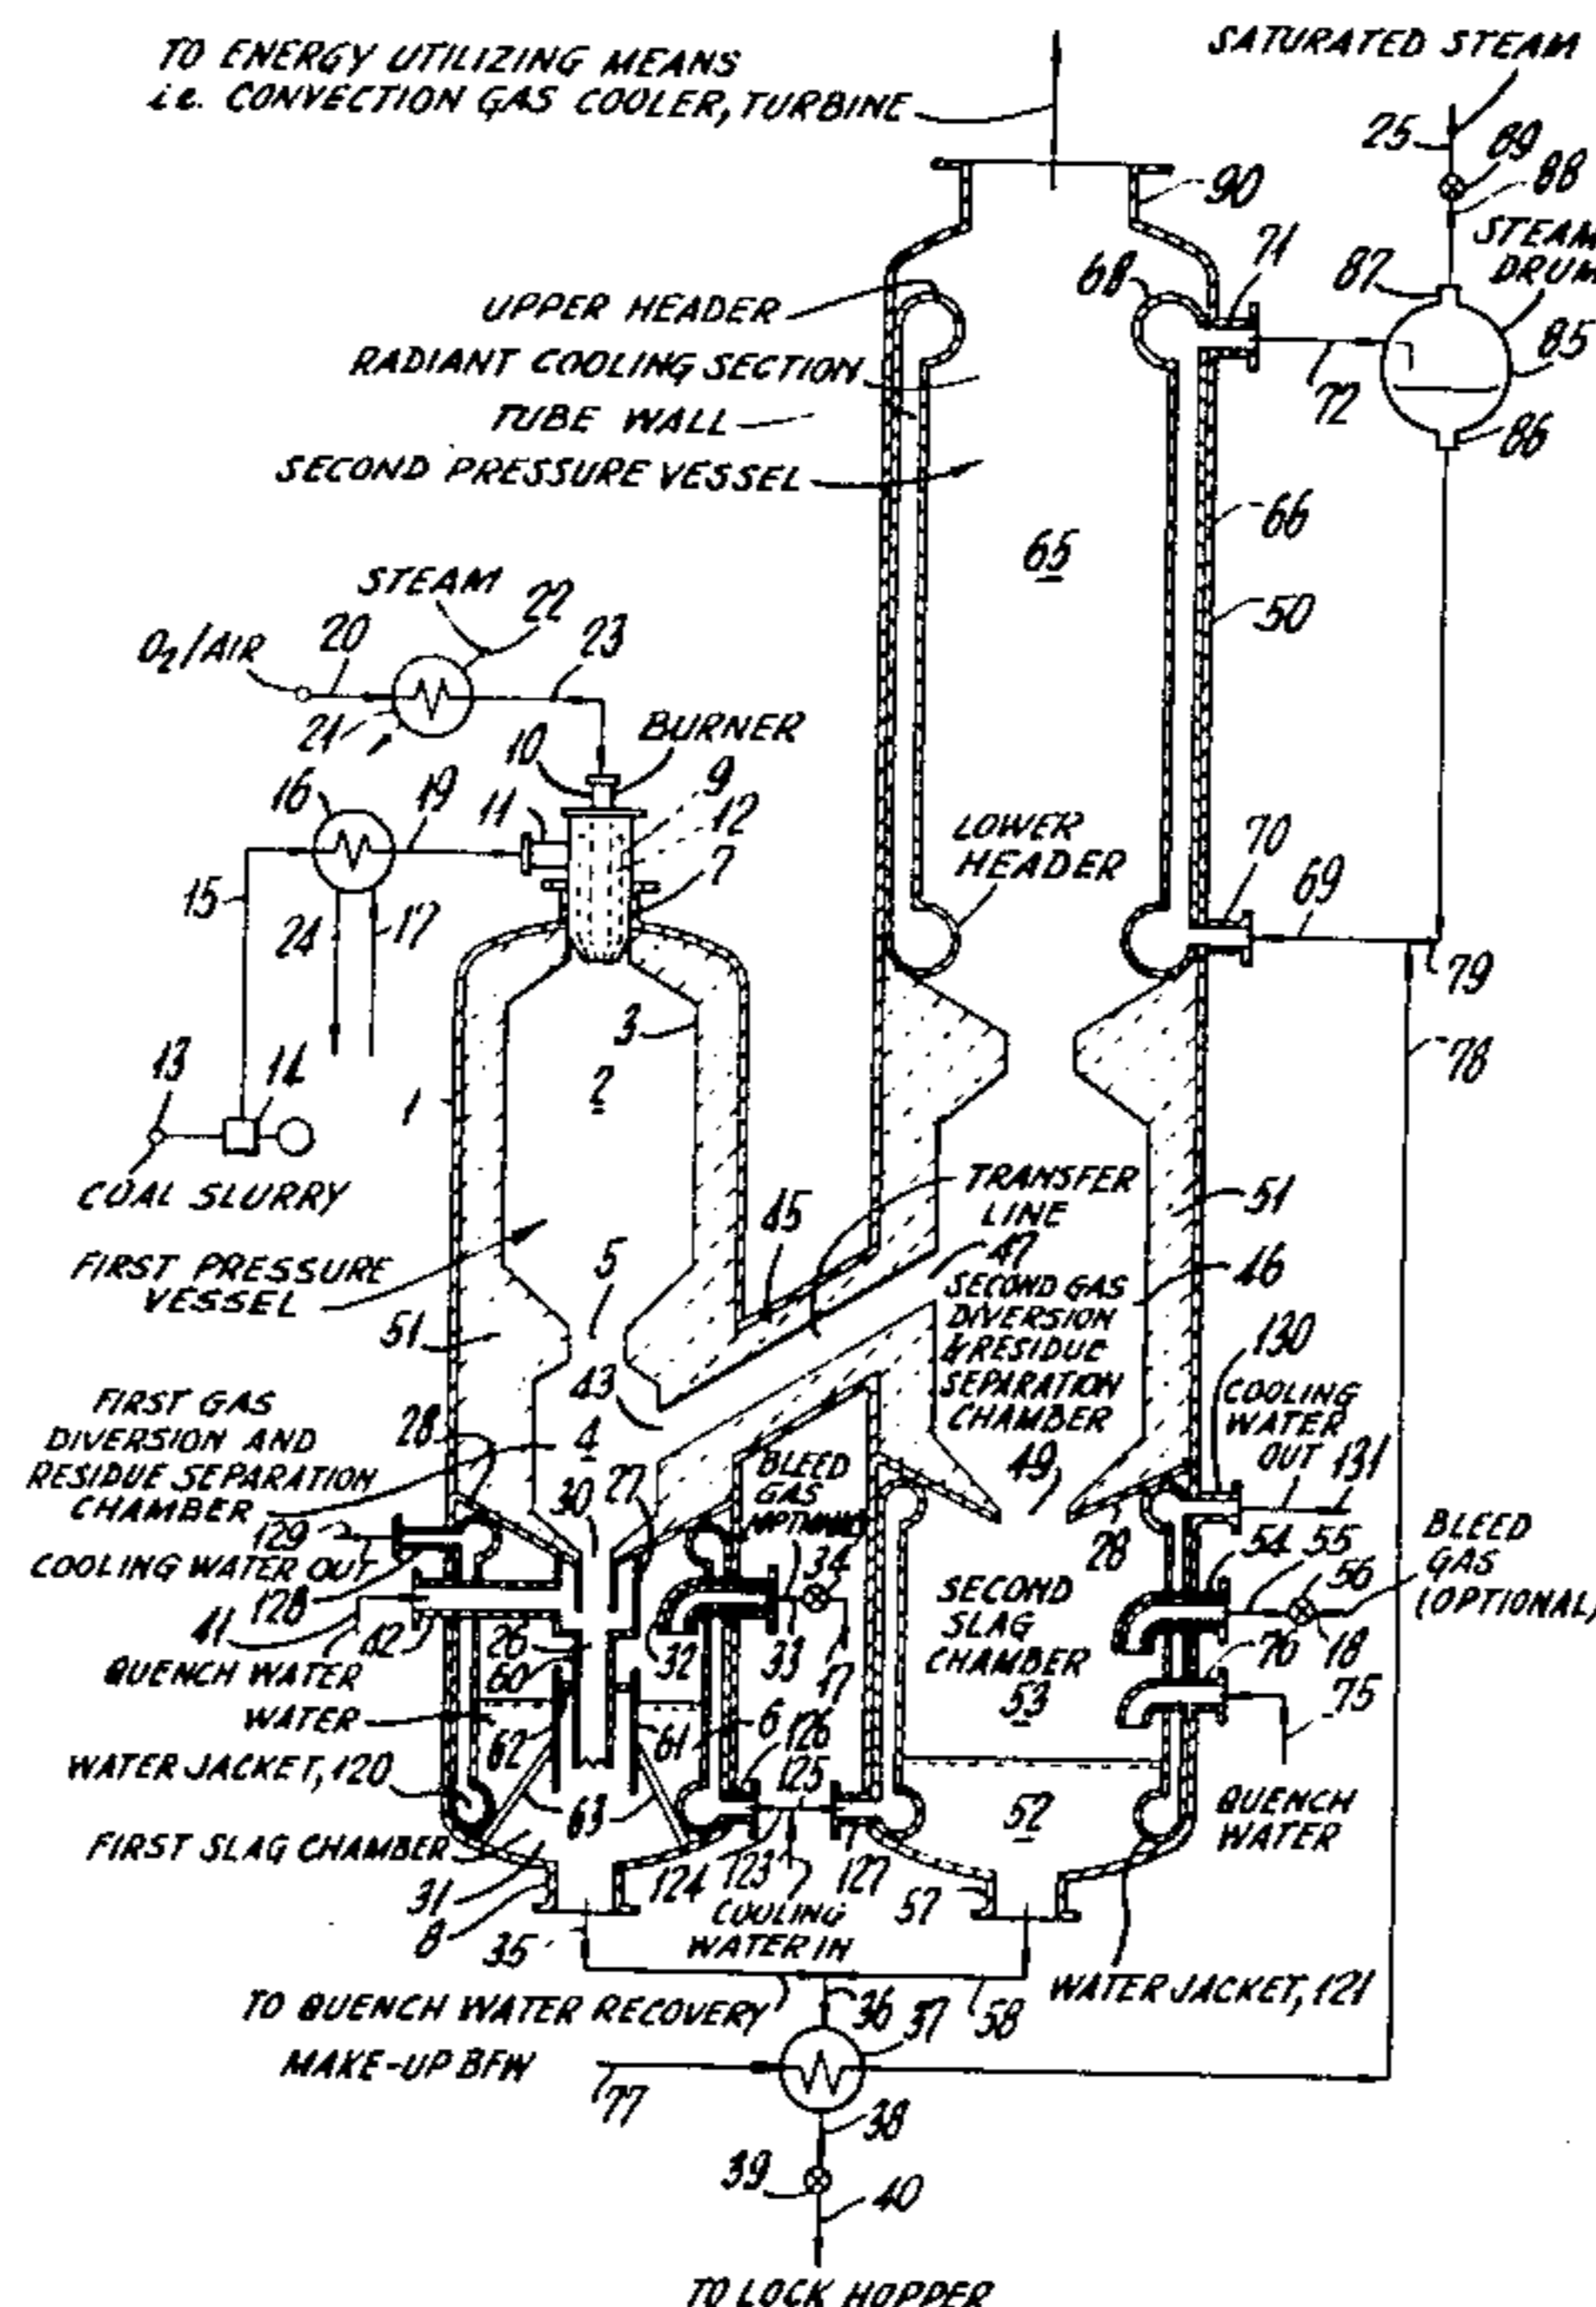 TO ENERGY UTILIZING MEANS
i.e. CONVECTION GAS COOLER, TURBINE
SATURATED STEAM
25
89
88
90
STEAM
DRUM
71
87
68
UPPER HEADER
85
RADIANT COOLING SECTION
72
TUBE WALL
86
SECOND PRESSURE VESSEL
66
65
STEAM
22
50
O2/AIR
20
23
21
BURNER
10
9
16
19
11
12
LOWER
HEADER
70
7
69
15
24
17
79
3
13
14
2
78
1
COAL SLURRY
TRANSFER
LINE
51
45
5
47
FIRST PRESSURE
VESSEL
SECOND GAS
DIVERSION
& RESIDUE
SEPARATION
CHAMBER
46
51
130
43
COOLING
WATER
OUT
131
FIRST GAS
DIVERSION AND
RESIDUE SEPARATION
CHAMBER
28
4
BLEED
GAS
49
30
27
129
28
BLEED
GAS
(OPTIONAL)
COOLING WATER OUT
128
34
54
55
56
SECOND
SLAG
CHAMBER
53
41
42
26
32
33
QUENCH WATER
60
17
76
18
75
WATER
62
61
6
126
WATER JACKET, 120
125
63
52
QUENCH
WATER
FIRST SLAG CHAMBER
124
123
127
31
57
8
35
COOLING
WATER IN
WATER JACKET, 121
TO QUENCH WATER RECOVERY
36
37
58
MAKE-UP BFW
77
38
39
40
TO LOCK HOPPER